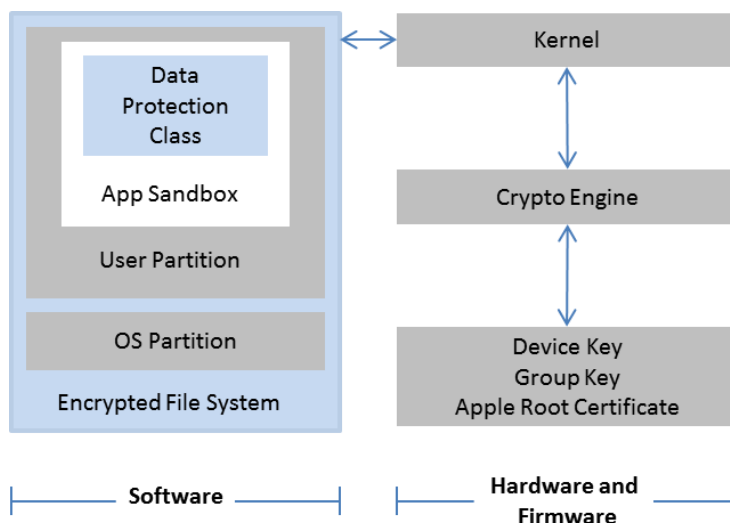 Data
Protection
Class
App Sandbox
User Partition
OS Partition
Encrypted File System
Kernel
Crypto Engine
Device Key
Group Key
Apple Root Certificate
Software
Hardware and
Firmware